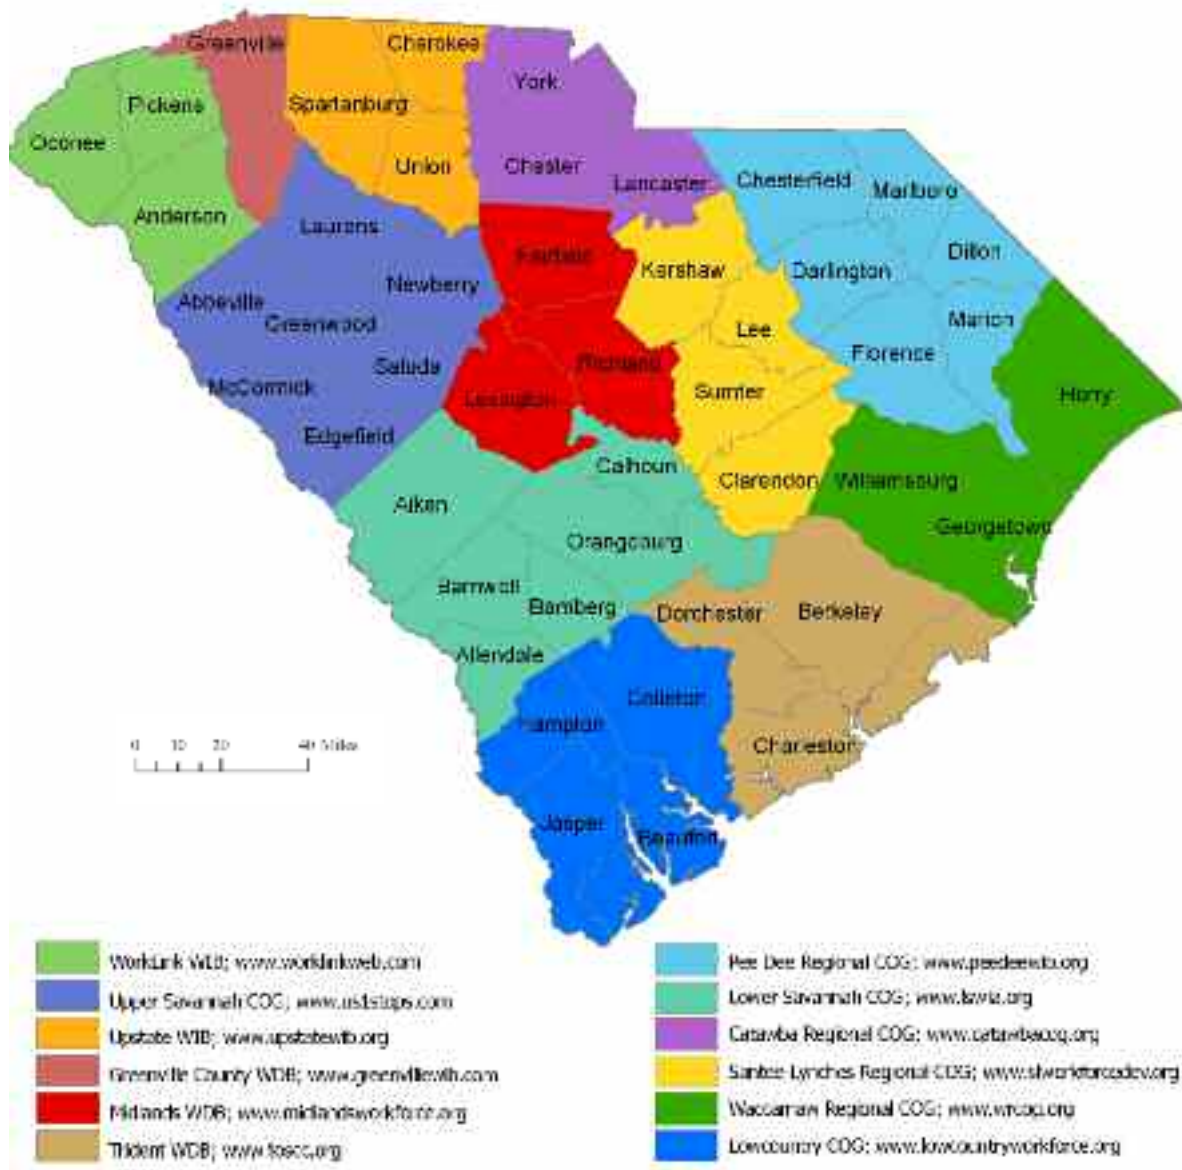 Greenville
Cherokee
York
Pickens
Spartanburg
Oconee
Union
Chester
Lancaster
Chesterfield
Marlboro
Anderson
Laurens
Fairfield
Kershaw
Darlington
Dillon
Newberry
Abbeville
Greenwood
Lee
Marion
Florence
Saluda
Richland
McCormick
Lexington
Sumter
Horry
Edgefield
Calhoun
Clarendon
Williamsburg
Aiken
Georgetown
Orangeburg
Barnwell
Bamberg
Dorchester
Berkeley
Allendale
Colleton
Hampton
Charleston
0 10 20 40 Miles
Jasper
Beaufort
WorkLink WIB; www.worklinkweb.com
Upper Savannah COG; www.us1stops.com
Upstate WIB; www.upstatewib.org
Greenville County WDB; www.greenvillewib.com
Midlands WDB; www.midlandsworkforce.org
Trident WDB;
Pee Dee Regional COG; www.peedeewib.org
Lower Savannah COG; www.lswia.org
Catawba Regional COG; www.catawbacog.org
Santee-Lynches Regional COG; www.slworkforcedev.org
Waccamaw Regional COG; www.wrcog.org
Lowcountry COG; www.lowcountryworkforce.org